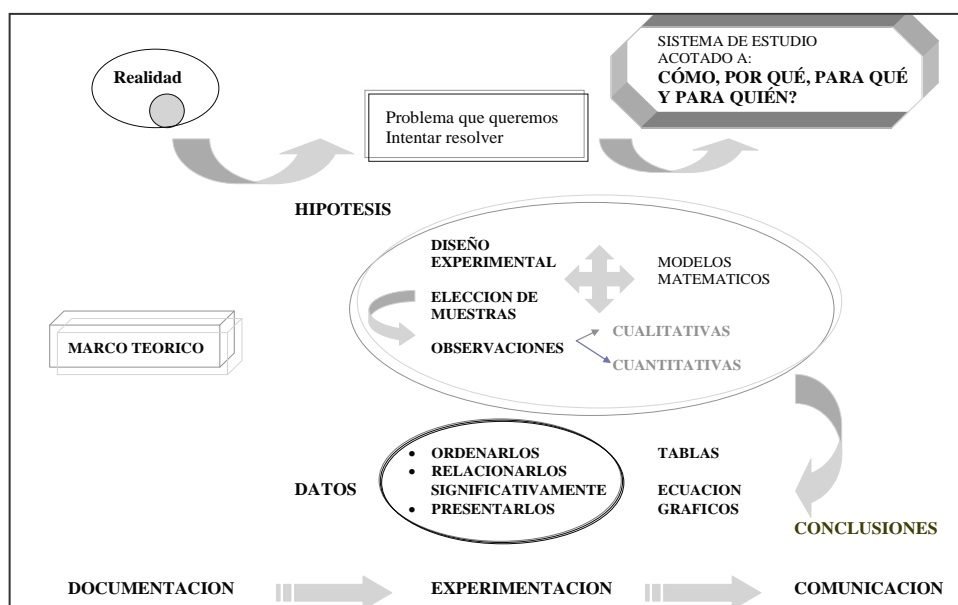 Realidad
Problema que queremos
Intentar resolver
SISTEMA DE ESTUDIO
ACOTADO A:
CÓMO, POR QUÉ, PARA QUÉ
Y PARA QUIÉN?
HIPOTESIS
DISEÑO
EXPERIMENTAL
MODELOS
MATEMATICOS
ELECCION DE
MUESTRAS
OBSERVACIONES
CUALITATIVAS
CUANTITATIVAS
MARCO TEORICO
DATOS
• ORDENARLOS
• RELACIONARLOS
SIGNIFICATIVAMENTE
• PRESENTARLOS
TABLAS
ECUACION
GRAFICOS
CONCLUSIONES
DOCUMENTACION
EXPERIMENTACION
COMUNICACION